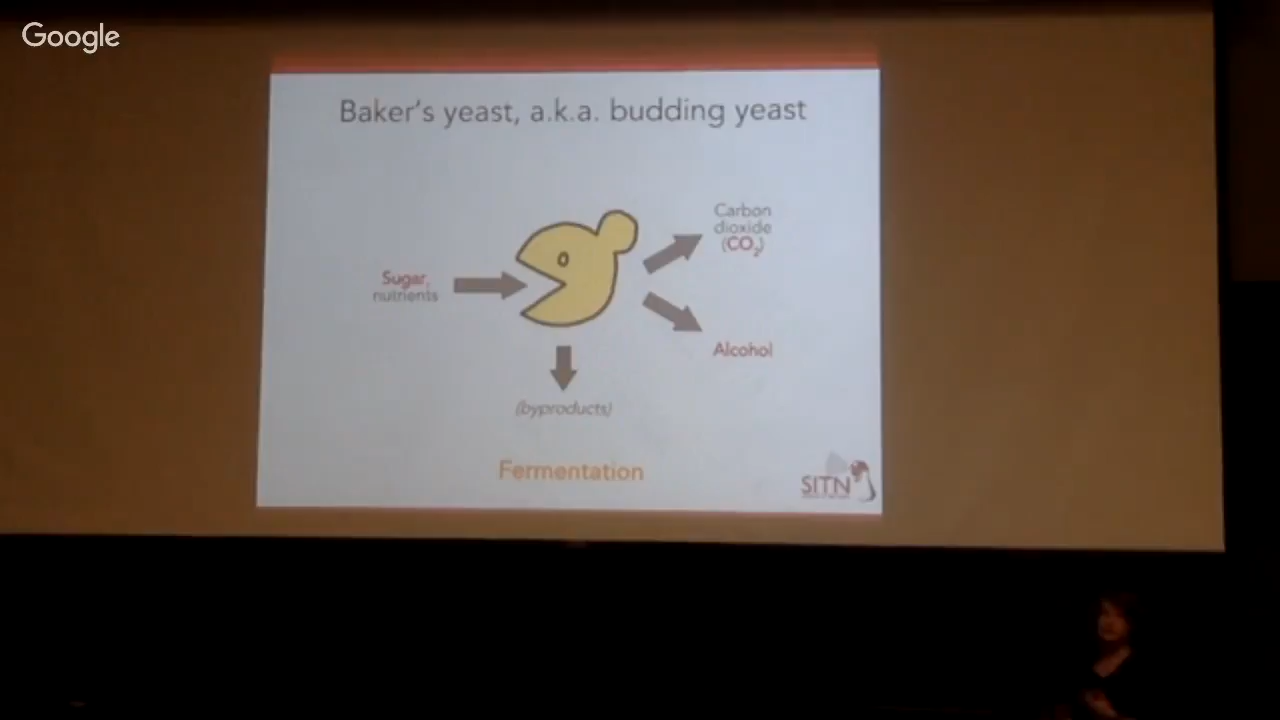 Google
Baker's yeast, a.k.a. budding yeast
Carbon
dioxide
(CO₂)
Sugar,
nutrients
Alcohol
(byproducts)
Fermentation
SITN